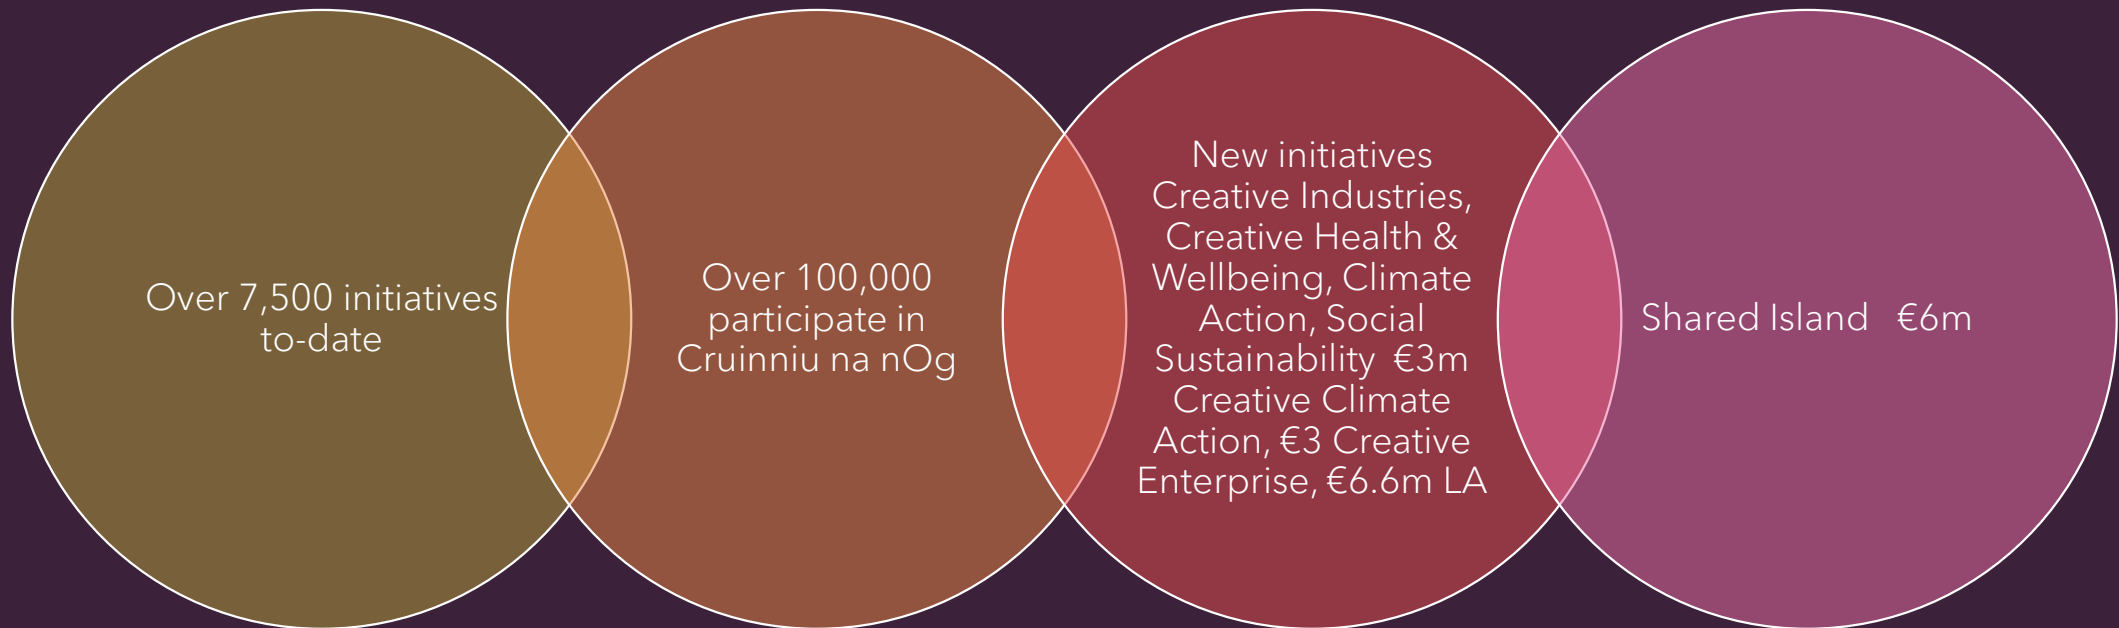 Over 7,500 initiatives
to-date
Over 100,000
participate in
Cruinniu na nOg
New initiatives
Creative Industries,
Creative Health &
Wellbeing, Climate
Action, Social
Sustainability €3m
Creative Climate
Action, €3 Creative
Enterprise, €6.6m LA
Shared Island €6m